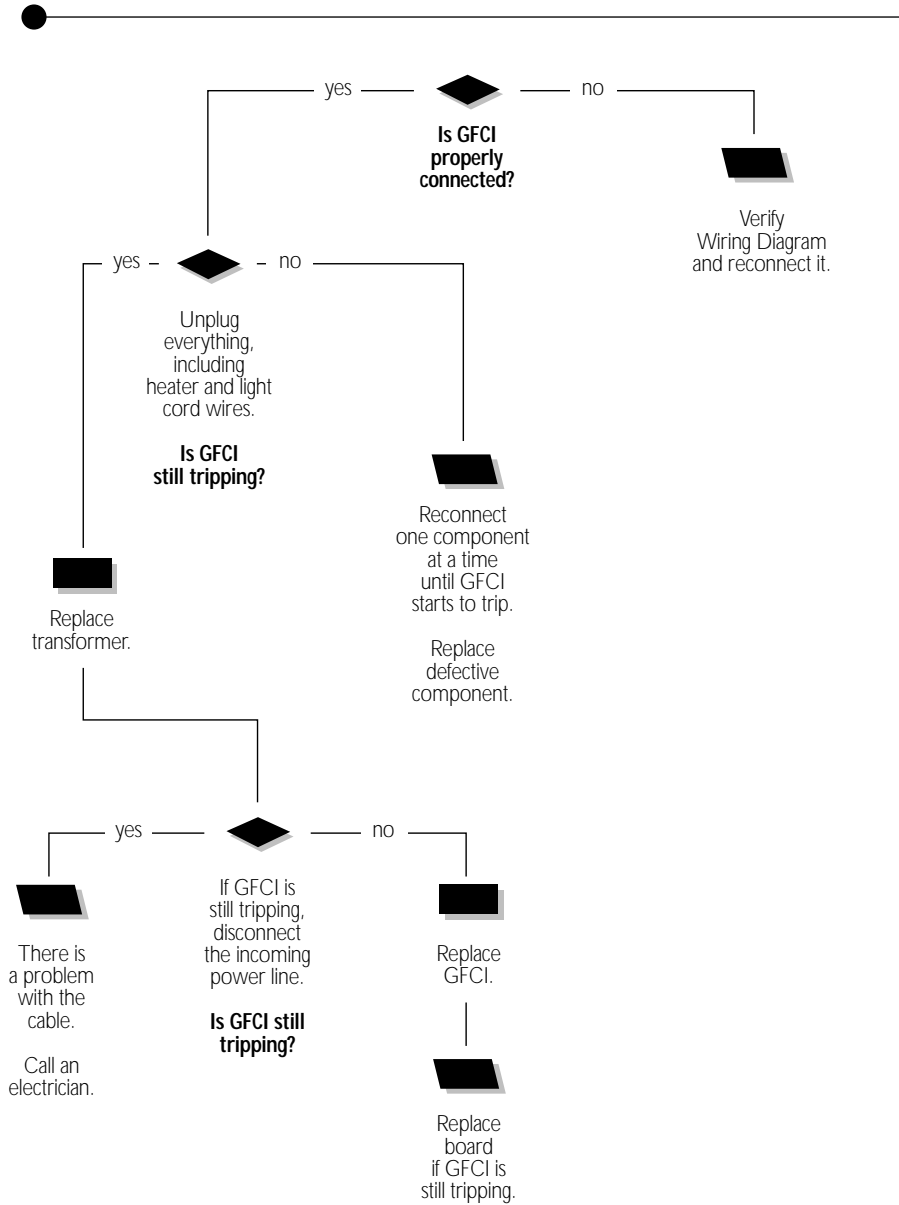 yes
no
Is GFCI
properly
connected?
Verify
Wiring Diagram
and reconnect it.
yes
no
Unplug
everything,
including
heater and light
cord wires.
Is GFCI
still tripping?
Reconnect
one component
at a time
until GFCI
starts to trip.
Replace
defective
component.
Replace
transformer.
yes
no
If GFCI is
still tripping,
disconnect
the incoming
power line.
Is GFCI still
tripping?
There is
a problem
with the
cable.
Call an
electrician.
Replace
GFCI.
Replace
board
if GFCI is
still tripping.